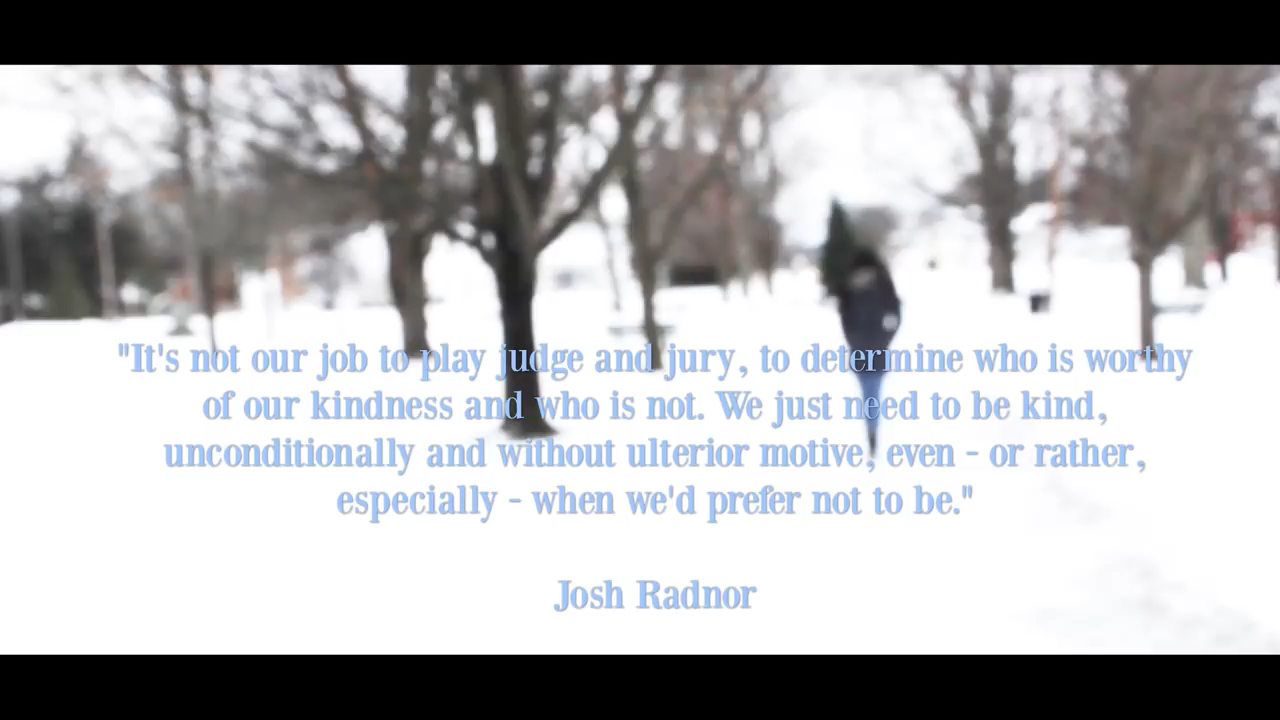 "It's not our job to play judge and jury, to determine who is worthy
of our kindness and who is not. We just need to be kind,
unconditionally and without ulterior motive, even - or rather,
especially - when we'd prefer not to be."
Josh Radnor